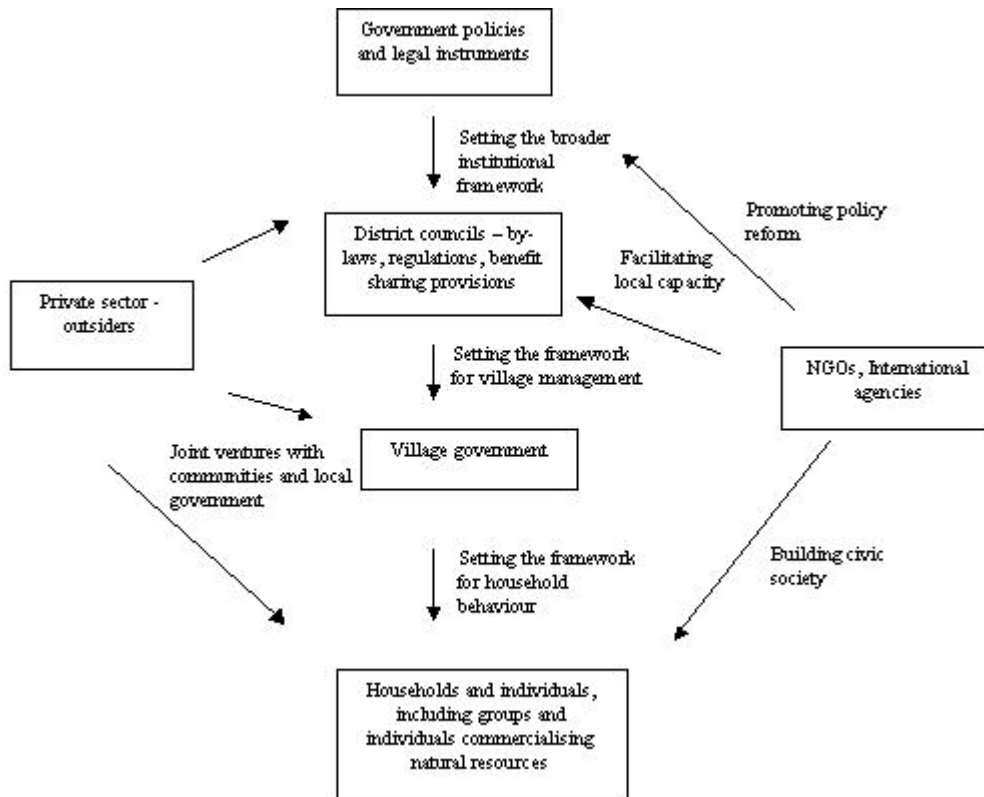 Government policies
and legal instruments
Setting the broader
institutional
framework
Promoting policy
reform
District councils – by-
laws, regulations, benefit
sharing provisions
Facilitating
local capacity
Private sector -
outsiders
Setting the framework
for village management
NGOs, International
agencies
Village government
Joint ventures with
communities and local
government
Setting the framework
for household
behaviour
Building civic
society
Households and individuals,
including groups and
individuals commercialising
natural resources